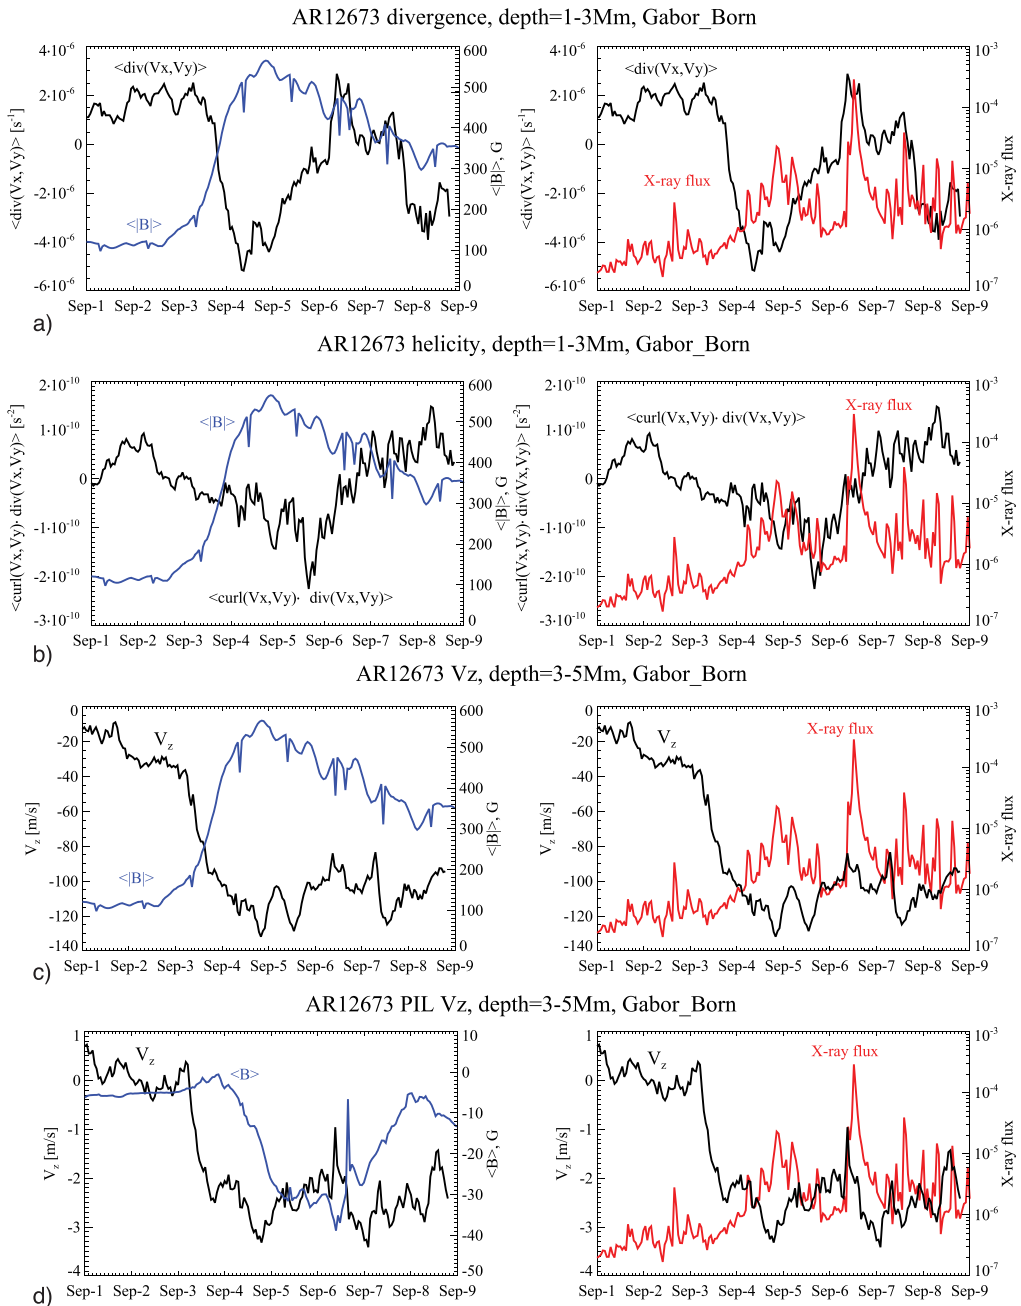 AR12673 divergence, depth=1-3Mm, Gabor_Born
4·10⁻⁶
2·10⁻⁶
0
-2·10⁻⁶
-4·10⁻⁶
-6·10⁻⁶
<div(Vx,Vy)> [s⁻¹]
<div(Vx,Vy)>
<|B|>
600
500
400
300
200
100
0
<|B|>, G
Sep-1 Sep-2 Sep-3 Sep-4 Sep-5 Sep-6 Sep-7 Sep-8 Sep-9
4·10⁻⁶
2·10⁻⁶
0
-2·10⁻⁶
-4·10⁻⁶
-6·10⁻⁶
<div(Vx,Vy)> [s⁻¹]
<div(Vx,Vy)>
X-ray flux
10⁻³
10⁻⁴
10⁻⁵
10⁻⁶
10⁻⁷
X-ray flux
Sep-1 Sep-2 Sep-3 Sep-4 Sep-5 Sep-6 Sep-7 Sep-8 Sep-9
a)
AR12673 helicity, depth=1-3Mm, Gabor_Born
2·10⁻¹⁰
1·10⁻¹⁰
0
-1·10⁻¹⁰
-2·10⁻¹⁰
-3·10⁻¹⁰
<curl(Vx,Vy)· div(Vx,Vy)> [s⁻²]
<|B|>
<curl(Vx,Vy)· div(Vx,Vy)>
600
500
400
300
200
100
0
<|B|>, G
Sep-1 Sep-2 Sep-3 Sep-4 Sep-5 Sep-6 Sep-7 Sep-8 Sep-9
2·10⁻¹⁰
1·10⁻¹⁰
0
-1·10⁻¹⁰
-2·10⁻¹⁰
-3·10⁻¹⁰
<curl(Vx,Vy)· div(Vx,Vy)> [s⁻²]
X-ray flux
<curl(Vx,Vy)· div(Vx,Vy)>
10⁻³
10⁻⁴
10⁻⁵
10⁻⁶
10⁻⁷
X-ray flux
Sep-1 Sep-2 Sep-3 Sep-4 Sep-5 Sep-6 Sep-7 Sep-8 Sep-9
b)
AR12673 Vz, depth=3-5Mm, Gabor_Born
0
-20
-40
-60
-80
-100
-120
-140
V_z [m/s]
V_z
<|B|>
600
500
400
300
200
100
0
<|B|>, G
Sep-1 Sep-2 Sep-3 Sep-4 Sep-5 Sep-6 Sep-7 Sep-8 Sep-9
0
-20
-40
-60
-80
-100
-120
-140
V_z [m/s]
X-ray flux
V_z
10⁻³
10⁻⁴
10⁻⁵
10⁻⁶
10⁻⁷
X-ray flux
Sep-1 Sep-2 Sep-3 Sep-4 Sep-5 Sep-6 Sep-7 Sep-8 Sep-9
c)
AR12673 PIL Vz, depth=3-5Mm, Gabor_Born
1
0
-1
-2
-3
-4
V_z [m/s]
V_z
<B>
10
0
-10
-20
-30
-40
-50
<B>, G
Sep-1 Sep-2 Sep-3 Sep-4 Sep-5 Sep-6 Sep-7 Sep-8 Sep-9
1
0
-1
-2
-3
-4
V_z [m/s]
V_z
X-ray flux
10⁻³
10⁻⁴
10⁻⁵
10⁻⁶
10⁻⁷
X-ray flux
Sep-1 Sep-2 Sep-3 Sep-4 Sep-5 Sep-6 Sep-7 Sep-8 Sep-9
d)